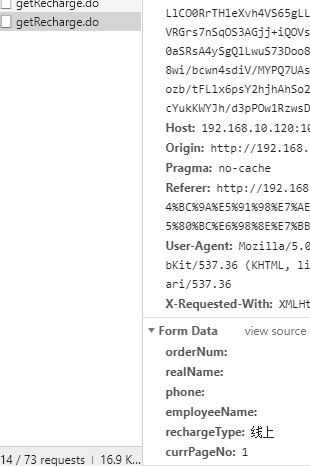 getRecharge.do
getRecharge.do
14 / 73 requests | 16.9 K...
LlCO0RrTHleXvh4VS65gLL
VRGrs7nSqOS3AGjj+iQOVs
0aSRsA4ySgQlLwuS73Doo8
8wi/bcwn4sdiV/MYPQ7UAs
ozb/tFLlx6psY2hjhAhSo2
cYukKWYJh/d3pPOw1RzwsD
Host: 192.168.10.120:10
Origin: http://192.168.
Pragma: no-cache
Referer: http://192.168
4%BC%9A%E5%91%98%E7%AE
5%80%BC%E6%98%8E%E7%BB
User-Agent: Mozilla/5.0
bKit/537.36 (KHTML, li
ari/537.36
X-Requested-With: XMLHt
Form Data view source
orderNum:
realName:
phone:
employeeName:
rechargeType: 线上
currPageNo: 1